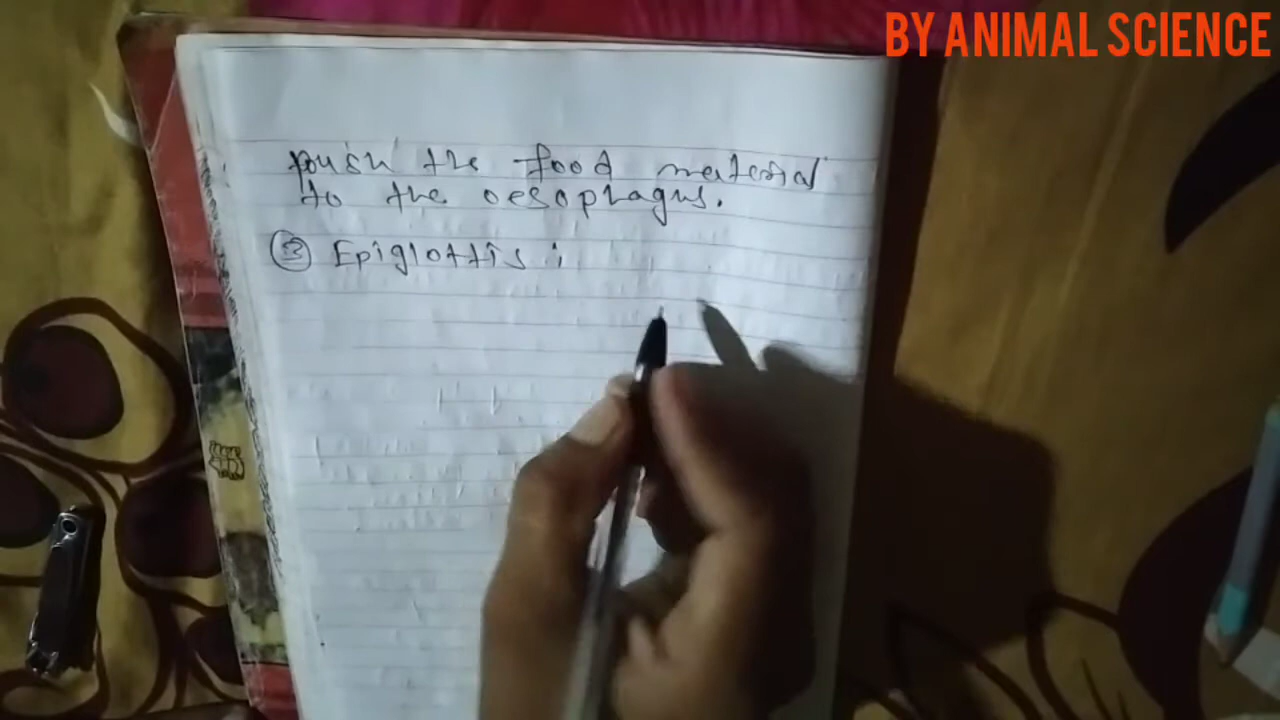 BY ANIMAL SCIENCE
push the food material
to the oesophagus.
③ Epiglottis :